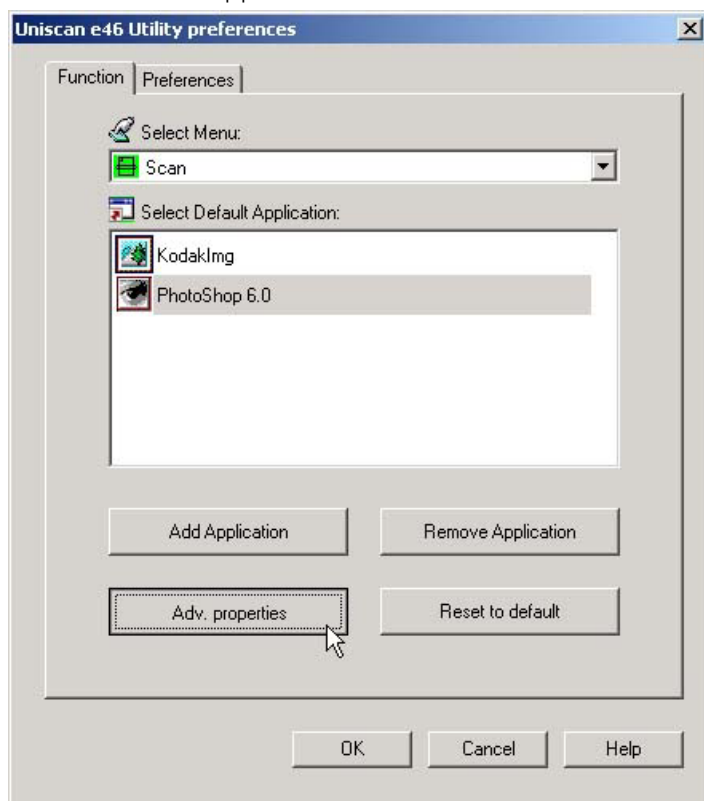 Uniscan e46 Utility preferences
Function Preferences
Select Menu:
Scan
Select Default Application:
KodakImg
PhotoShop 6.0
Add Application Remove Application
Adv. properties Reset to default
OK Cancel Help